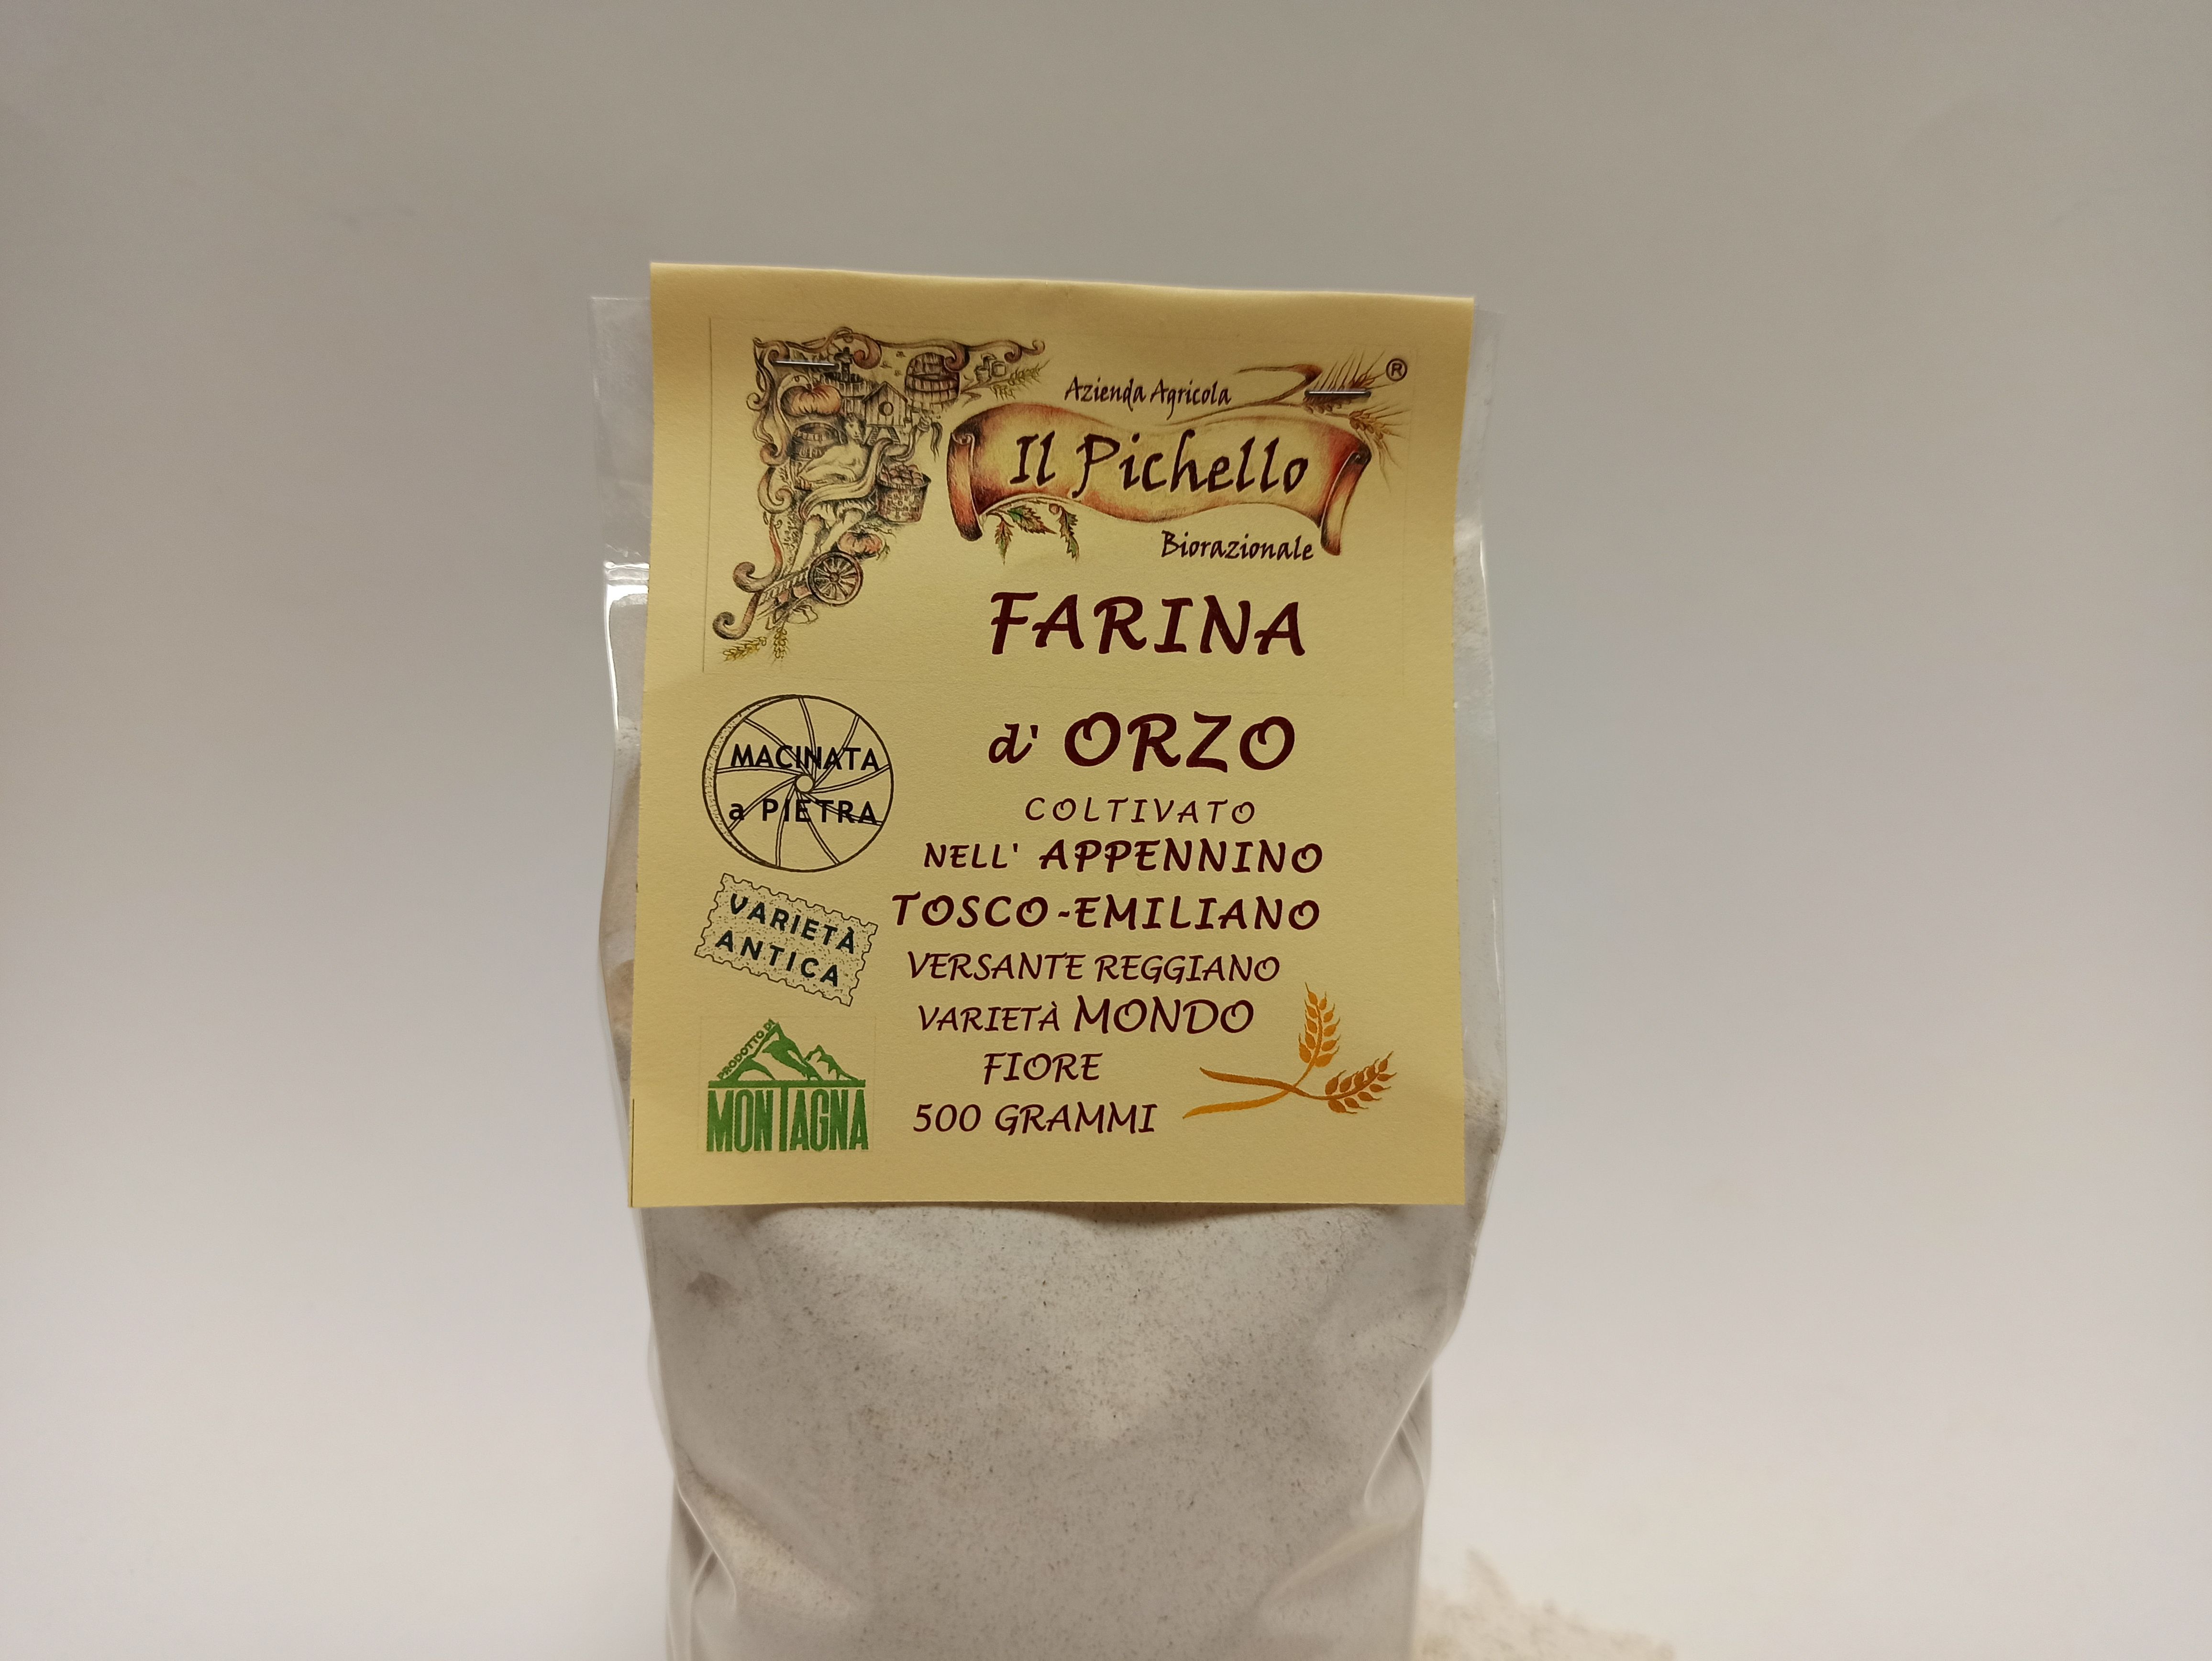 Azienda Agricola
®
Il Pichello
Biorazionale
FARINA
d' ORZO
COLTIVATO
NELL' APPENNINO
TOSCO-EMILIANO
VERSANTE REGGIANO
VARIETÀ MONDO
FIORE
500 GRAMMI
MACINATA
a PIETRA
VARIETÀ
ANTICA
PRODOTTO DI
MONTAGNA